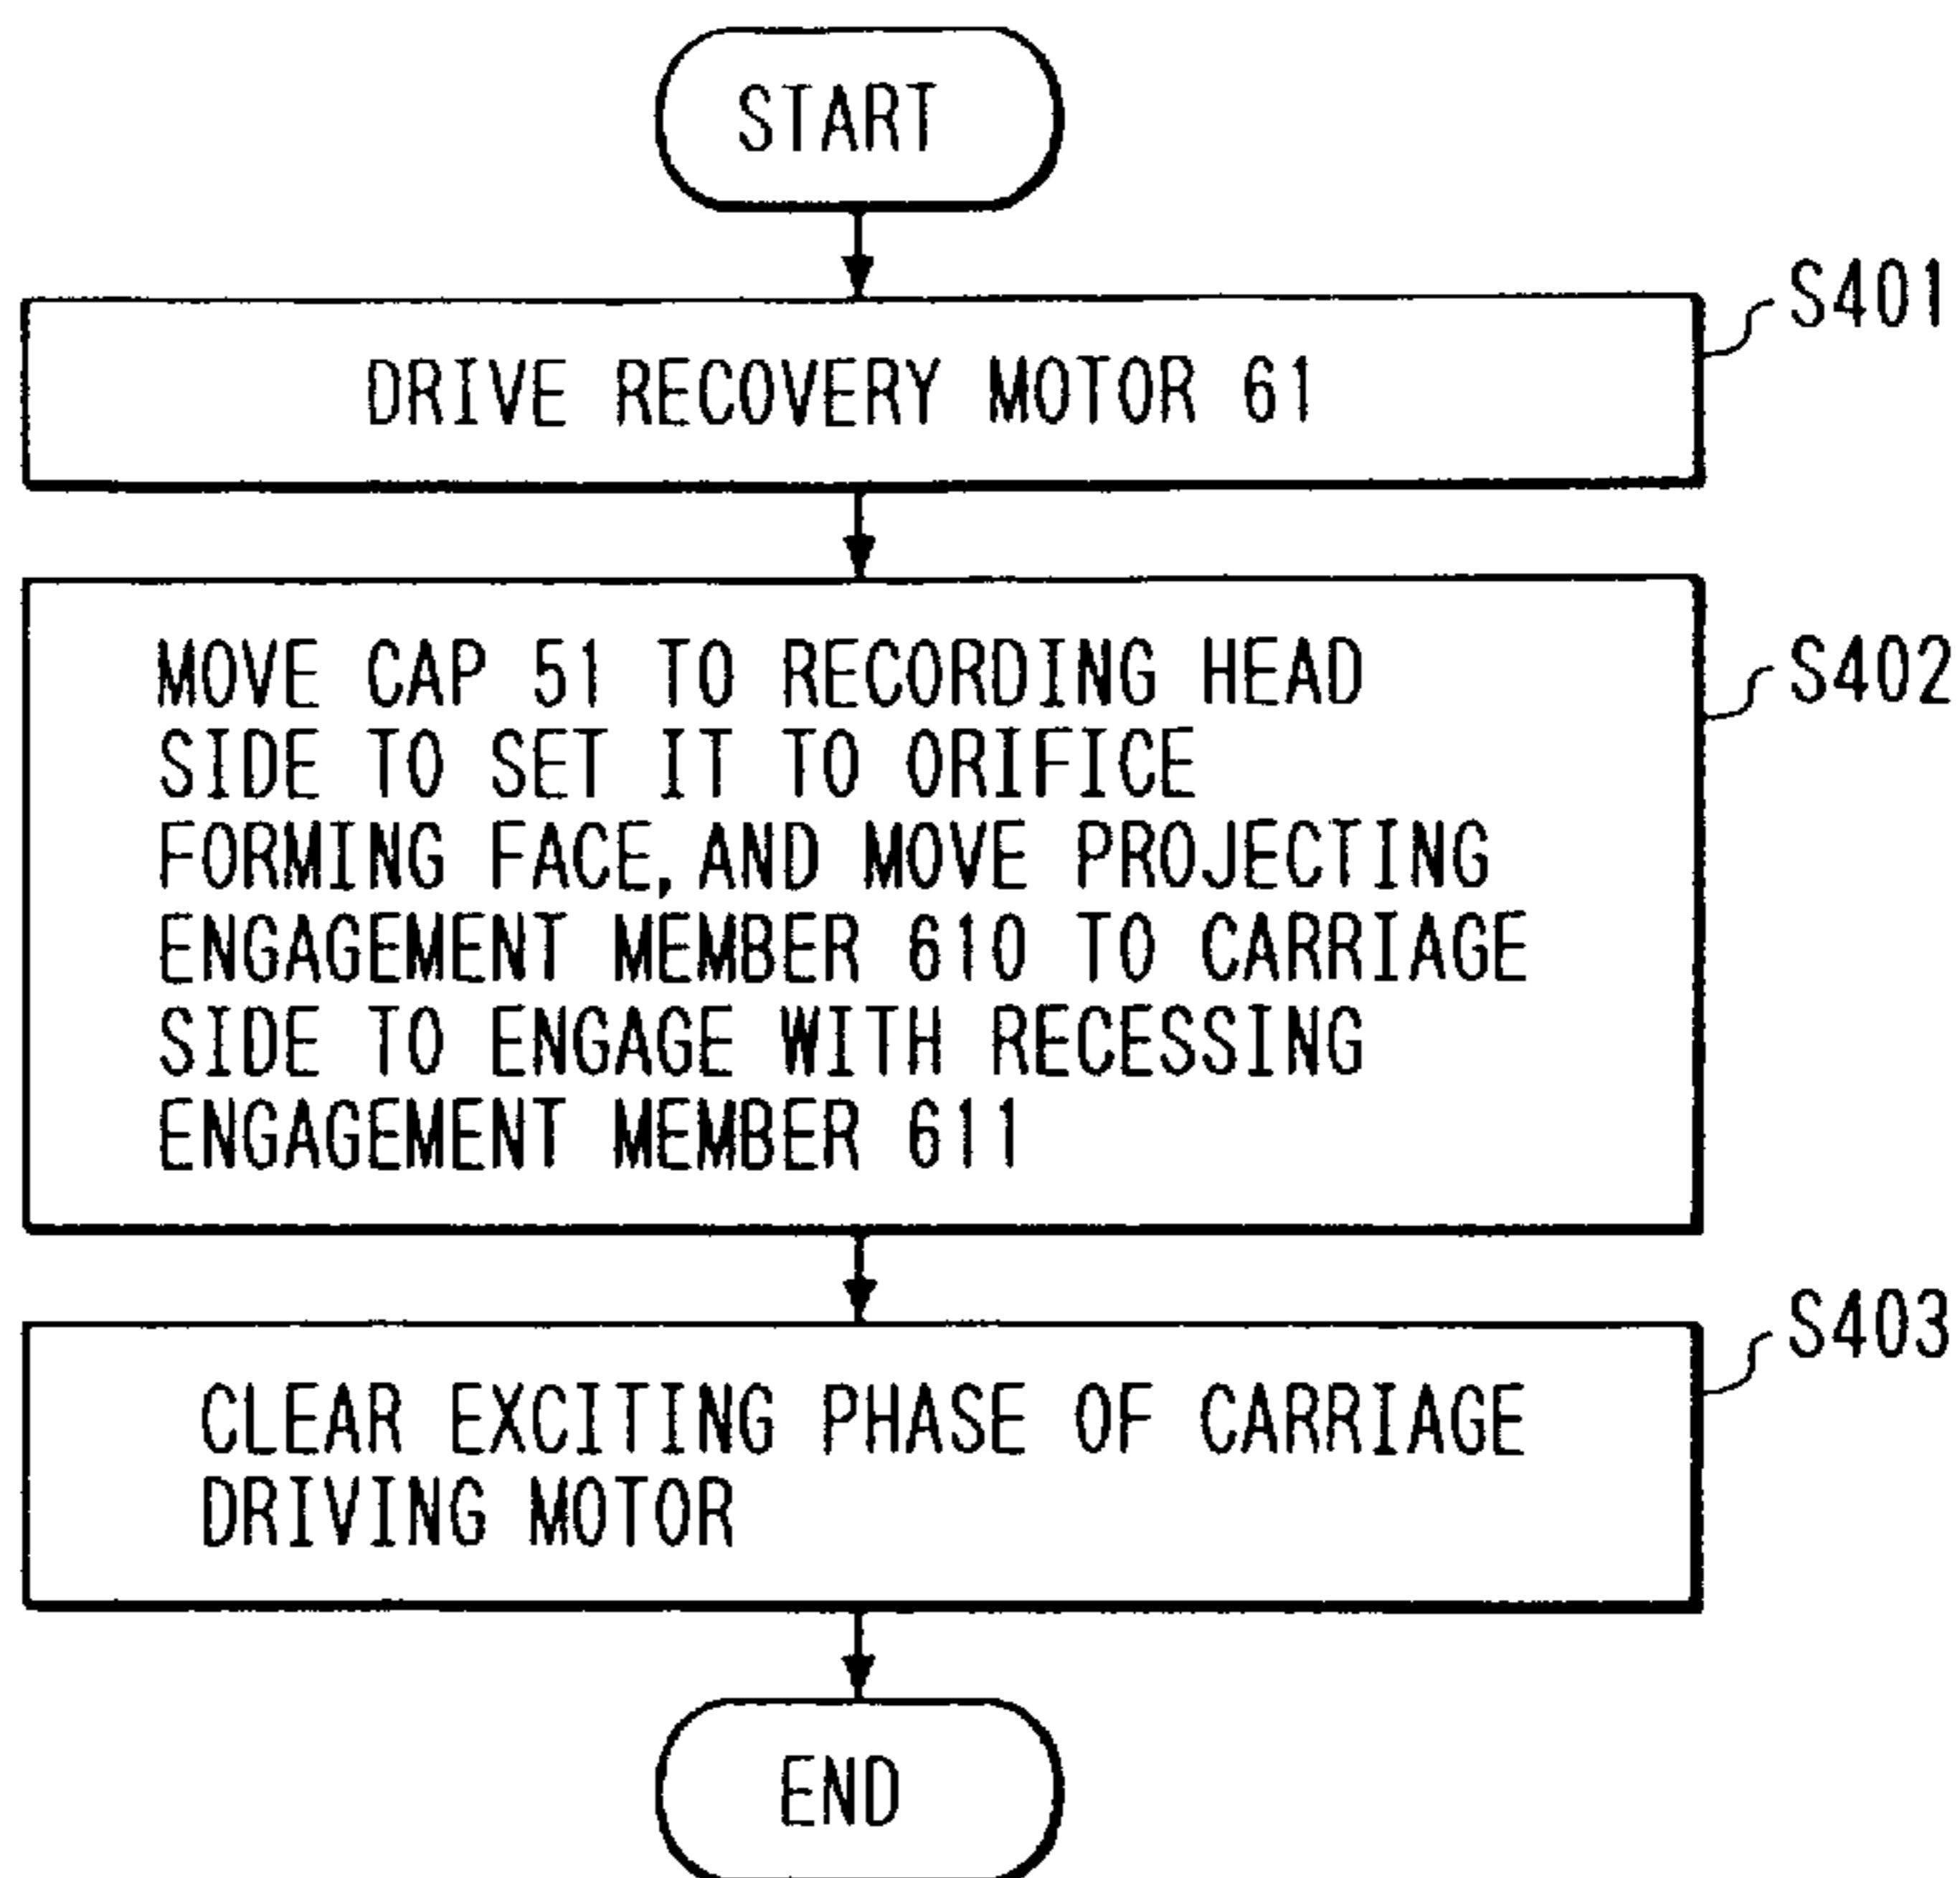 START
S401
DRIVE RECOVERY MOTOR 61
S402
MOVE CAP 51 TO RECORDING HEAD
SIDE TO SET IT TO ORIFICE
FORMING FACE, AND MOVE PROJECTING
ENGAGEMENT MEMBER 610 TO CARRIAGE
SIDE TO ENGAGE WITH RECESSING
ENGAGEMENT MEMBER 611
S403
CLEAR EXCITING PHASE OF CARRIAGE
DRIVING MOTOR
END